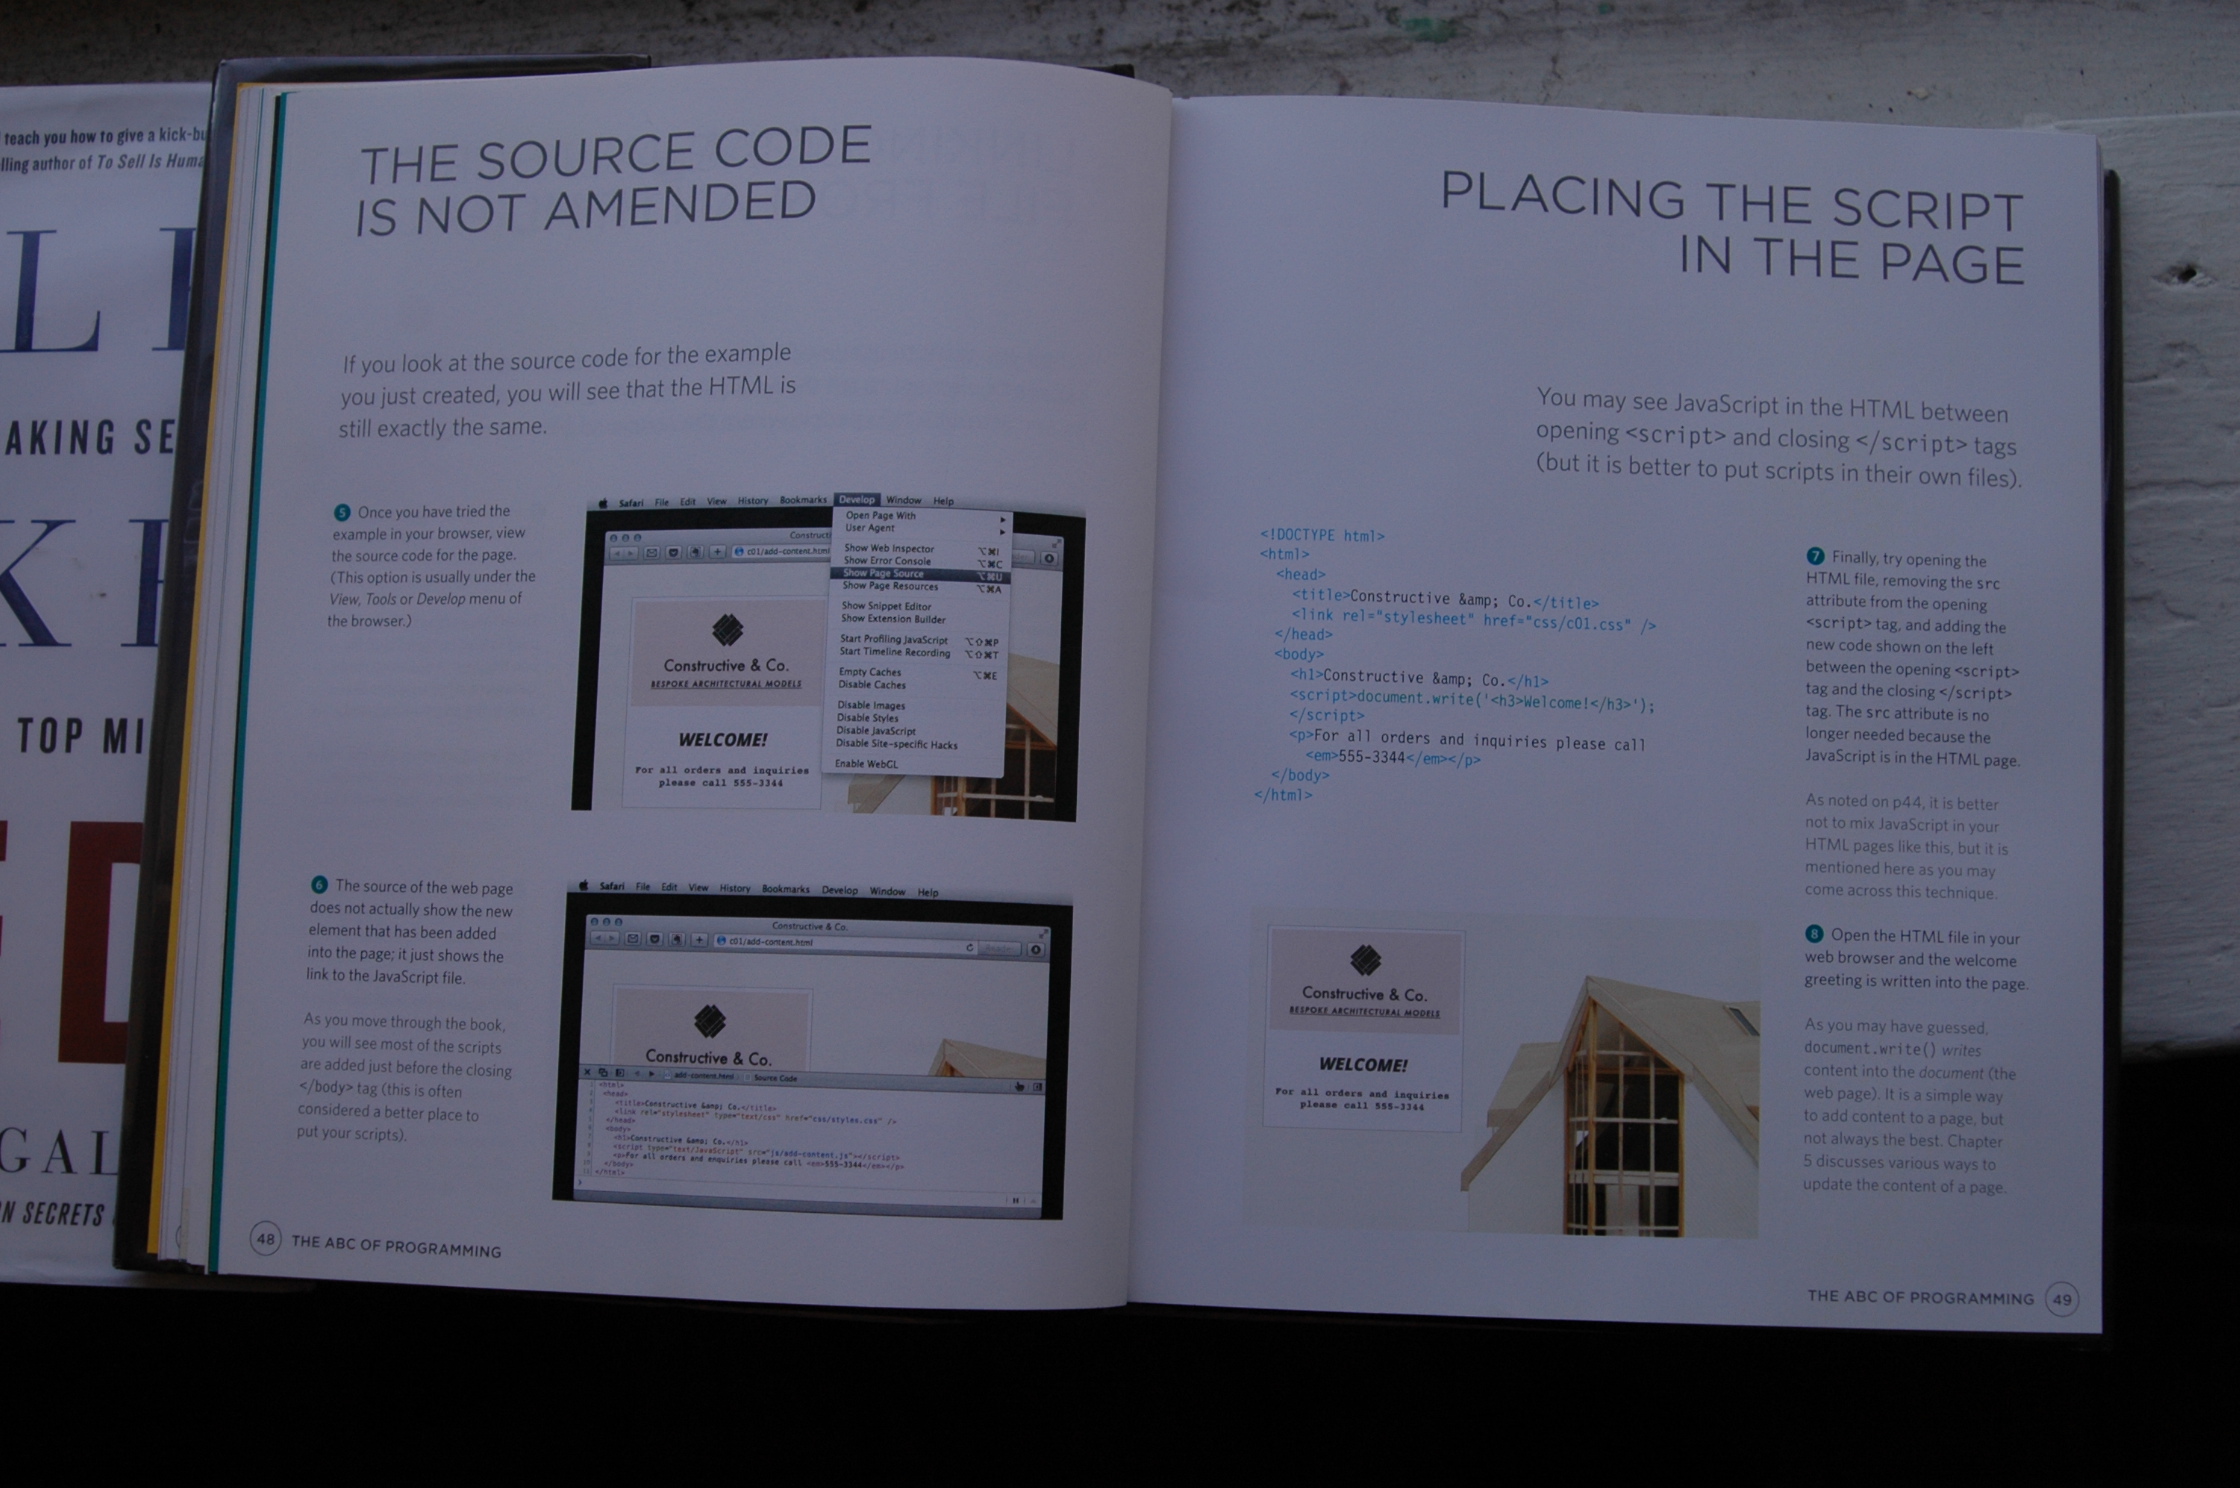 teach you how to give a kick-bu
lling author of To Sell Is Huma
L
AKING SE
K
TOP MI
GAL
N SECRETS
THE SOURCE CODE
IS NOT AMENDED
If you look at the source code for the example
you just created, you will see that the HTML is
still exactly the same.
5 Once you have tried the
example in your browser, view
the source code for the page.
(This option is usually under the
View, Tools or Develop menu of
the browser.)
Safari File Edit View History Bookmarks Develop Window Help
Open Page With
User Agent
Construct
c01/add-content.html
Show Web Inspector ⌥⌘I
Show Error Console ⌥⌘C
Show Page Source ⌥⌘U
Show Page Resources ⌥⌘A
Show Snippet Editor
Show Extension Builder
Start Profiling JavaScript ⌥⇧⌘P
Start Timeline Recording ⌥⇧⌘T
Empty Caches ⌥⌘E
Disable Caches
Disable Images
Disable Styles
Disable JavaScript
Disable Site-specific Hacks
Enable WebGL
Constructive & Co.
BESPOKE ARCHITECTURAL MODELS
WELCOME!
For all orders and inquiries
please call 555-3344
6 The source of the web page
does not actually show the new
element that has been added
into the page; it just shows the
link to the JavaScript file.
As you move through the book,
you will see most of the scripts
are added just before the closing
</body> tag (this is often
considered a better place to
put your scripts).
Safari File Edit View History Bookmarks Develop Window Help
Constructive & Co.
c01/add-content.html
Reader
Constructive & Co.
add-content.html Source Code
1 <html>
2 <head>
3 <title>Constructive &amp; Co.</title>
4 <link rel="stylesheet" type="text/css" href="css/styles.css" />
5 </head>
6 <body>
7 <h1>Constructive &amp; Co.</h1>
8 <script type="text/JavaScript" src="js/add-content.js"></script>
9 <p>For all orders and enquiries please call <em>555-3344</em></p>
10 </body>
11 </html>
48 THE ABC OF PROGRAMMING
PLACING THE SCRIPT
IN THE PAGE
You may see JavaScript in the HTML between
opening <script> and closing </script> tags
(but it is better to put scripts in their own files).
<!DOCTYPE html>
<html>
<head>
<title>Constructive &amp; Co.</title>
<link rel="stylesheet" href="css/c01.css" />
</head>
<body>
<h1>Constructive &amp; Co.</h1>
<script>document.write('<h3>Welcome!</h3>');
</script>
<p>For all orders and inquiries please call
<em>555-3344</em></p>
</body>
</html>
7 Finally, try opening the
HTML file, removing the src
attribute from the opening
<script> tag, and adding the
new code shown on the left
between the opening <script>
tag and the closing </script>
tag. The src attribute is no
longer needed because the
JavaScript is in the HTML page.
As noted on p44, it is better
not to mix JavaScript in your
HTML pages like this, but it is
mentioned here as you may
come across this technique.
Constructive & Co.
BESPOKE ARCHITECTURAL MODELS
WELCOME!
For all orders and inquiries
please call 555-3344
8 Open the HTML file in your
web browser and the welcome
greeting is written into the page.
As you may have guessed,
document.write() writes
content into the document (the
web page). It is a simple way
to add content to a page, but
not always the best. Chapter
5 discusses various ways to
update the content of a page.
THE ABC OF PROGRAMMING 49